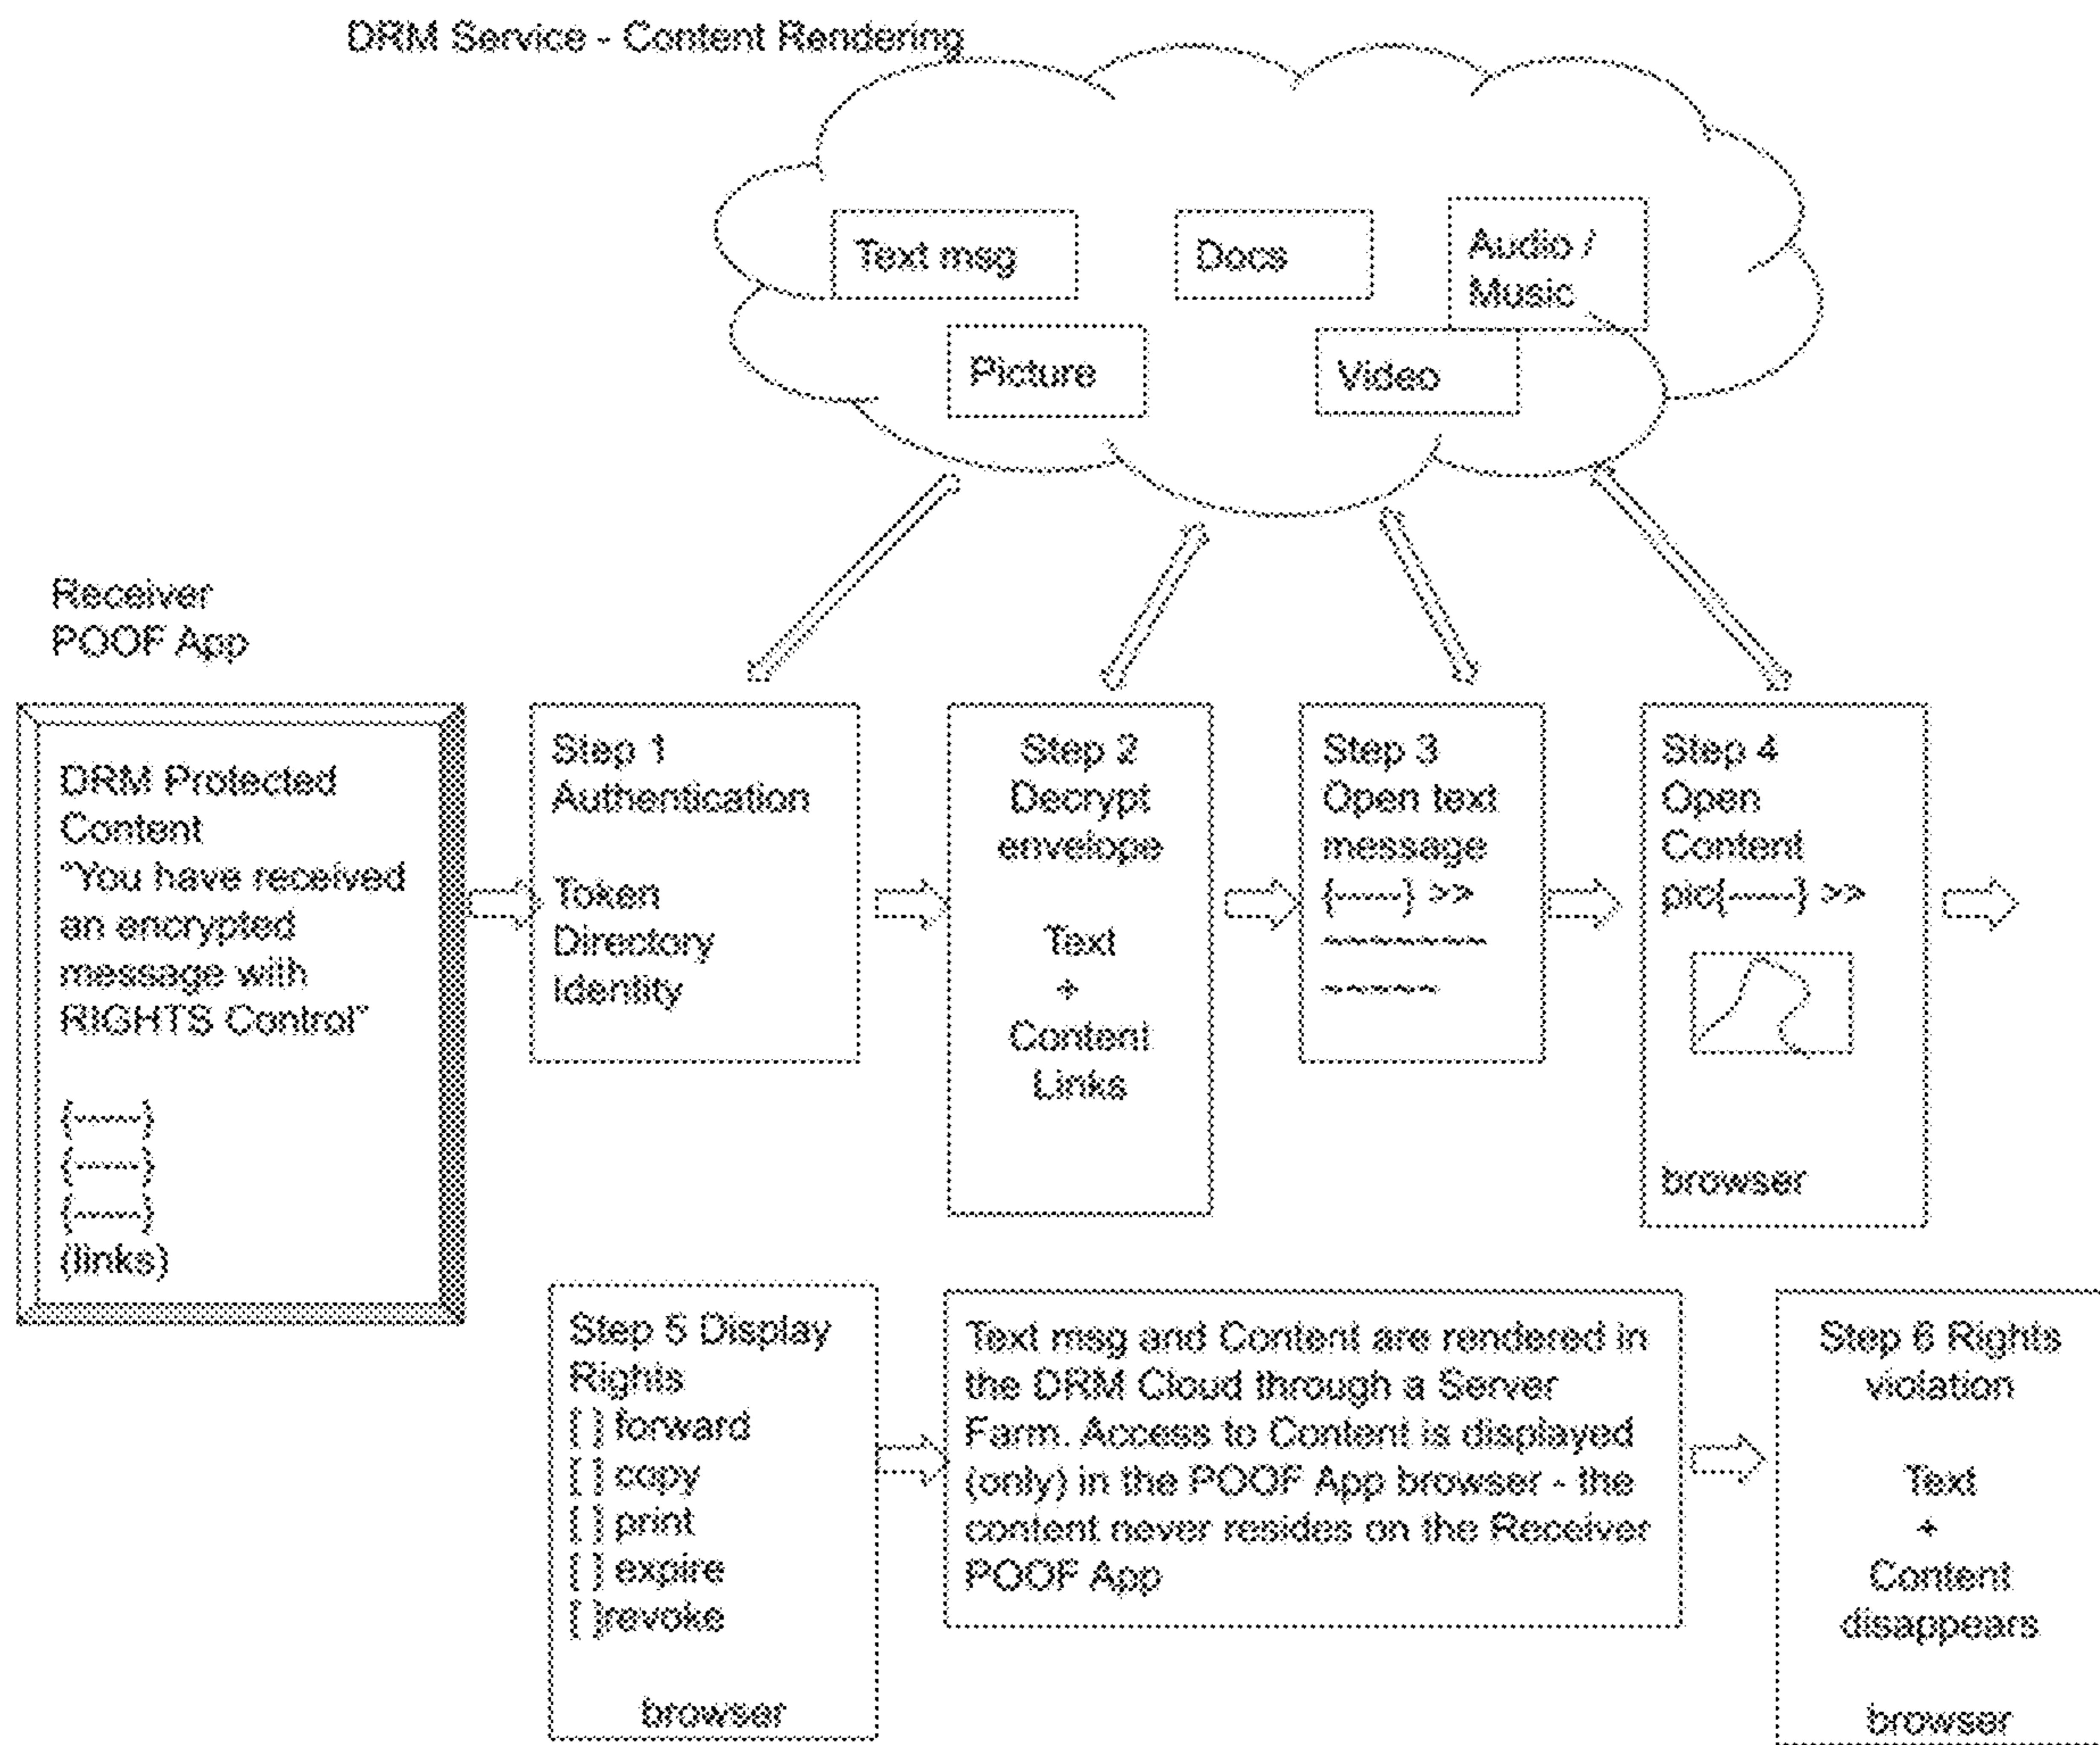 DRM Service - Content Rendering
Text msg
Docs
Audio /
Music
Picture
Video
Receiver
POOF App
DRM Protected
Content
"You have received
an encrypted
message with
RIGHTS Control"
{-----}
{-----}
{-----}
(links)
Step 1
Authentication
Token
Directory
Identity
Step 2
Decrypt
envelope
Text
+
Content
Links
Step 3
Open text
message
{-----} >>
~~~~~~~~~
~~~~~~
Step 4
Open
Content
pic{-----} >>
browser
Step 5 Display
Rights
[ ] forward
[ ] copy
[ ] print
[ ] expire
[ ]revoke
browser
Text msg and Content are rendered in
the DRM Cloud through a Server
Farm. Access to Content is displayed
(only) in the POOF App browser - the
content never resides on the Receiver
POOF App
Step 6 Rights
violation
Text
+
Content
disappears
browser